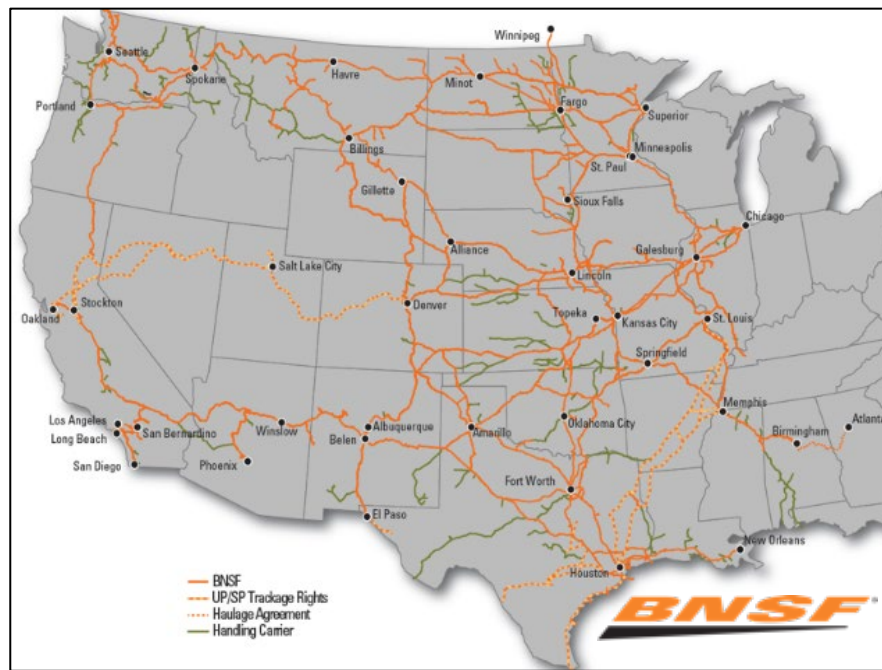 Winnipeg
Seattle
Spokane
Havre
Minot
Fargo
Superior
Portland
Billings
Minneapolis
St. Paul
Gillette
Sioux Falls
Chicago
Alliance
Galesburg
Salt Lake City
Lincoln
Oakland
Stockton
Denver
Topeka
Kansas City
St. Louis
Springfield
Los Angeles
Long Beach
San Bernardino
Winslow
Albuquerque
Belen
Amarillo
Oklahoma City
Memphis
Birmingham
Atlanta
San Diego
Phoenix
Fort Worth
El Paso
New Orleans
Houston
BNSF
UP/SP Trackage Rights
Haulage Agreement
Handling Carrier
BNSF